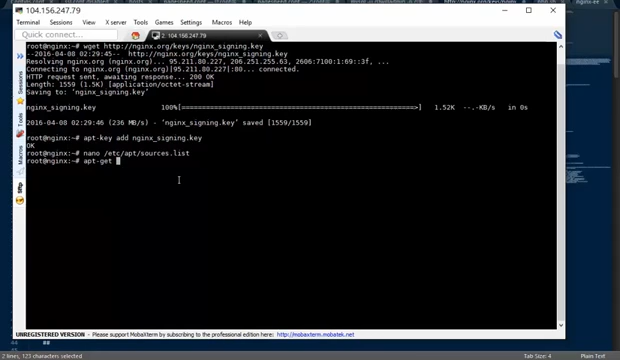 104.156.247.79
Terminal Sessions View X server Tools Games Settings Macros Help
Quick connect...
2. 104.156.247.79
Sessions
Tools
Macros
Sftp
root@nginx:~# wget http://nginx.org/keys/nginx_signing.key
--2016-04-08 02:29:45-- http://nginx.org/keys/nginx_signing.key
Resolving nginx.org (nginx.org)... 95.211.80.227, 206.251.255.63, 2606:7100:1:69::3f, ...
Connecting to nginx.org (nginx.org)|95.211.80.227|:80... connected.
HTTP request sent, awaiting response... 200 OK
Length: 1559 (1.5K) [application/octet-stream]
Saving to: ‘nginx_signing.key’
nginx_signing.key 100%[=========================================>] 1.52K --.-KB/s in 0s
2016-04-08 02:29:46 (236 MB/s) - ‘nginx_signing.key’ saved [1559/1559]
root@nginx:~# apt-key add nginx_signing.key
OK
root@nginx:~# nano /etc/apt/sources.list
root@nginx:~# apt-get
UNREGISTERED VERSION - Please support MobaXterm by subscribing to the professional edition here: http://mobaxterm.mobatek.net
44 ##
2 lines, 123 characters selected Tab Size: 4 Plain Text